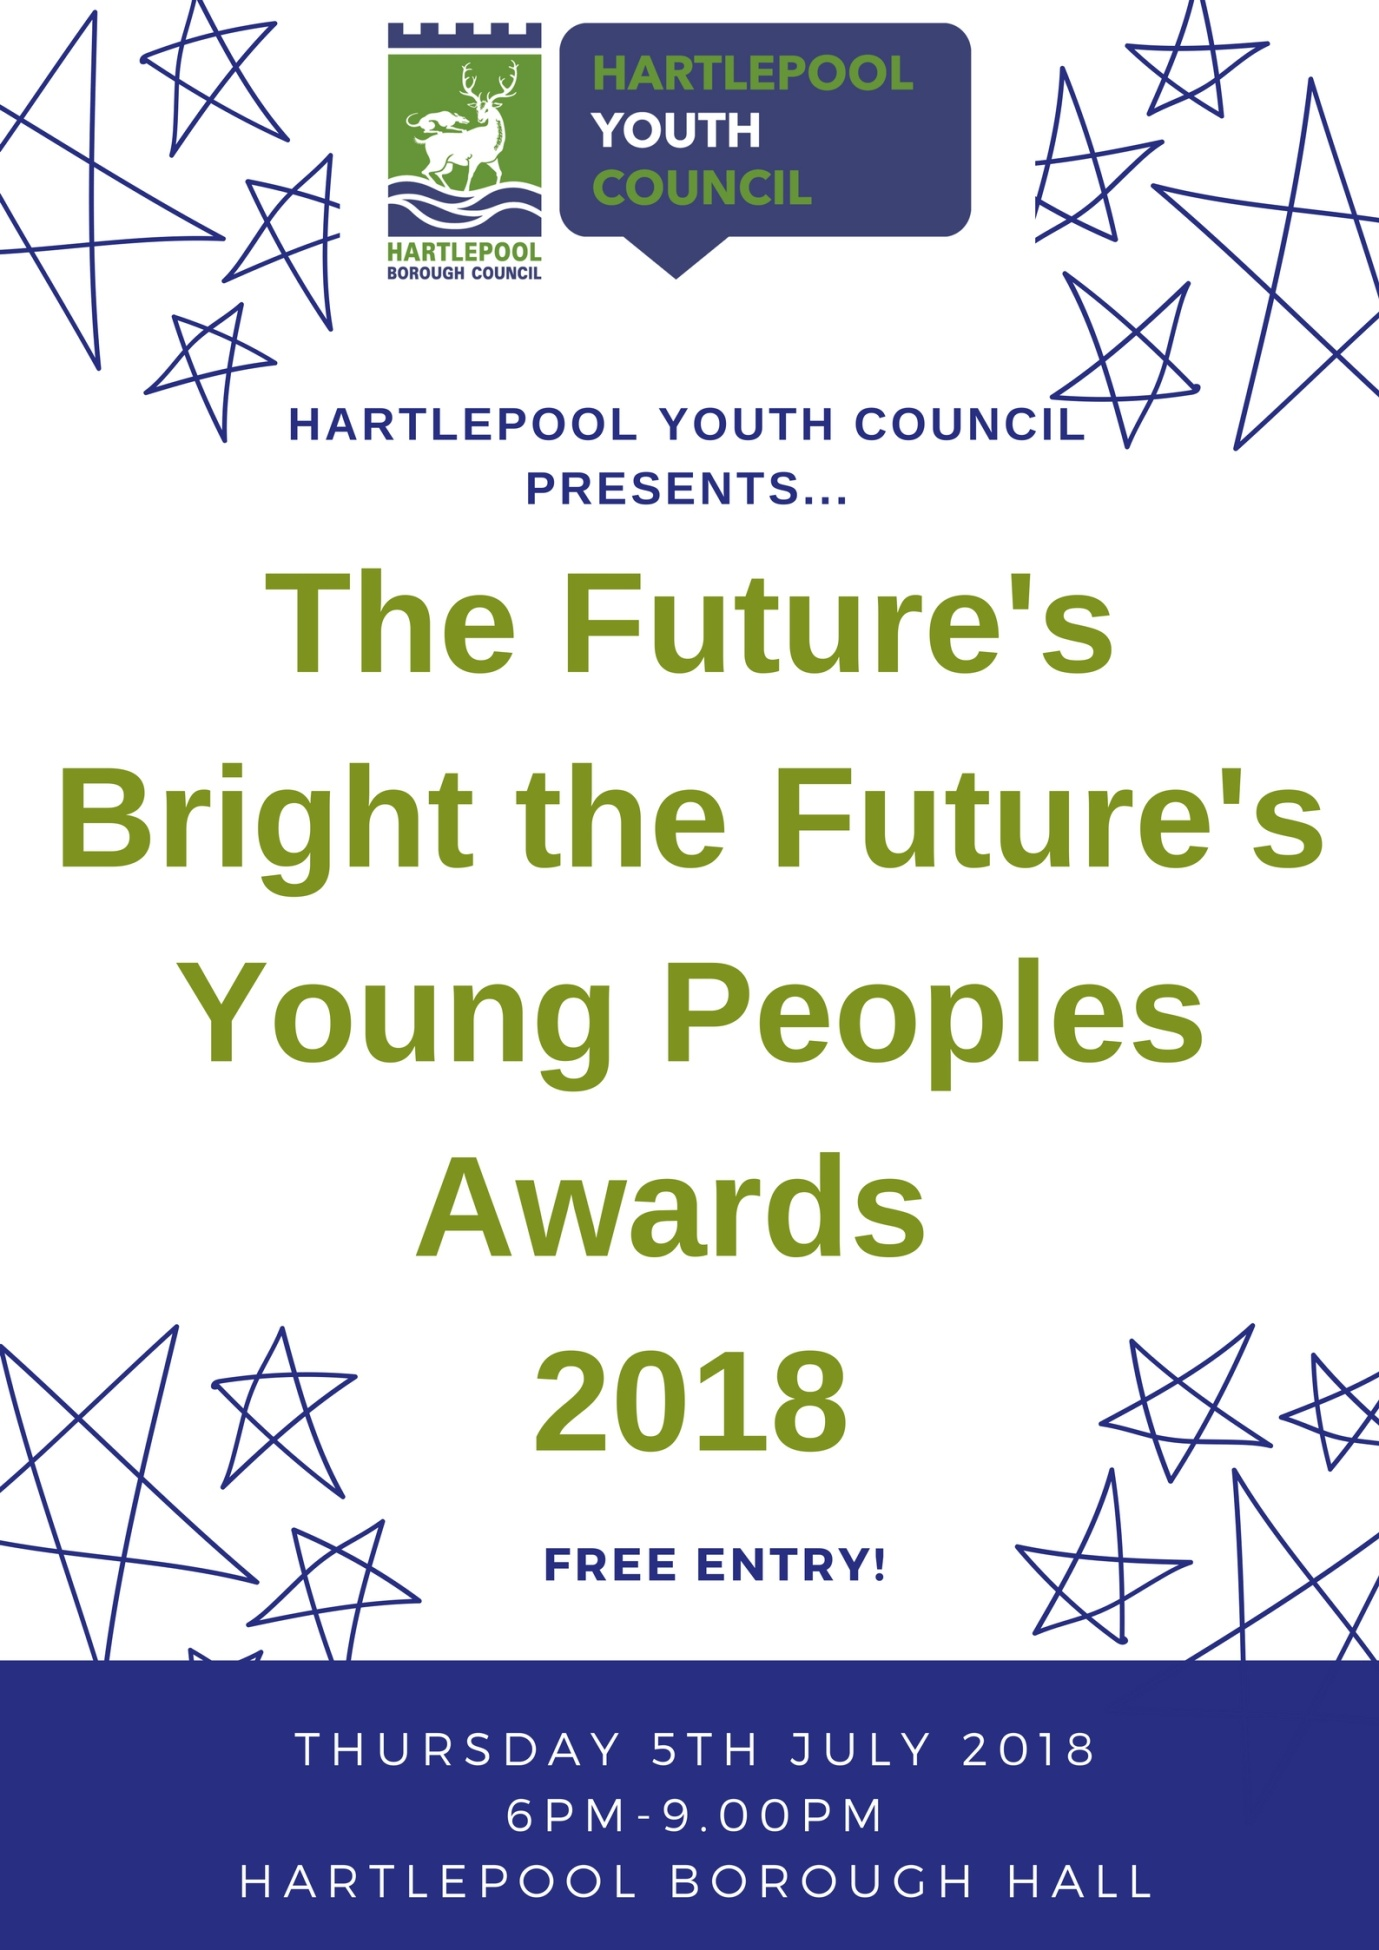 HARTLEPOOL
BOROUGH COUNCIL
HARTLEPOOL
YOUTH
COUNCIL
HARTLEPOOL YOUTH COUNCIL
PRESENTS...
The Future's
Bright the Future's
Young Peoples
Awards
2018
FREE ENTRY!
THURSDAY 5TH JULY 2018
6PM-9.00PM
HARTLEPOOL BOROUGH HALL